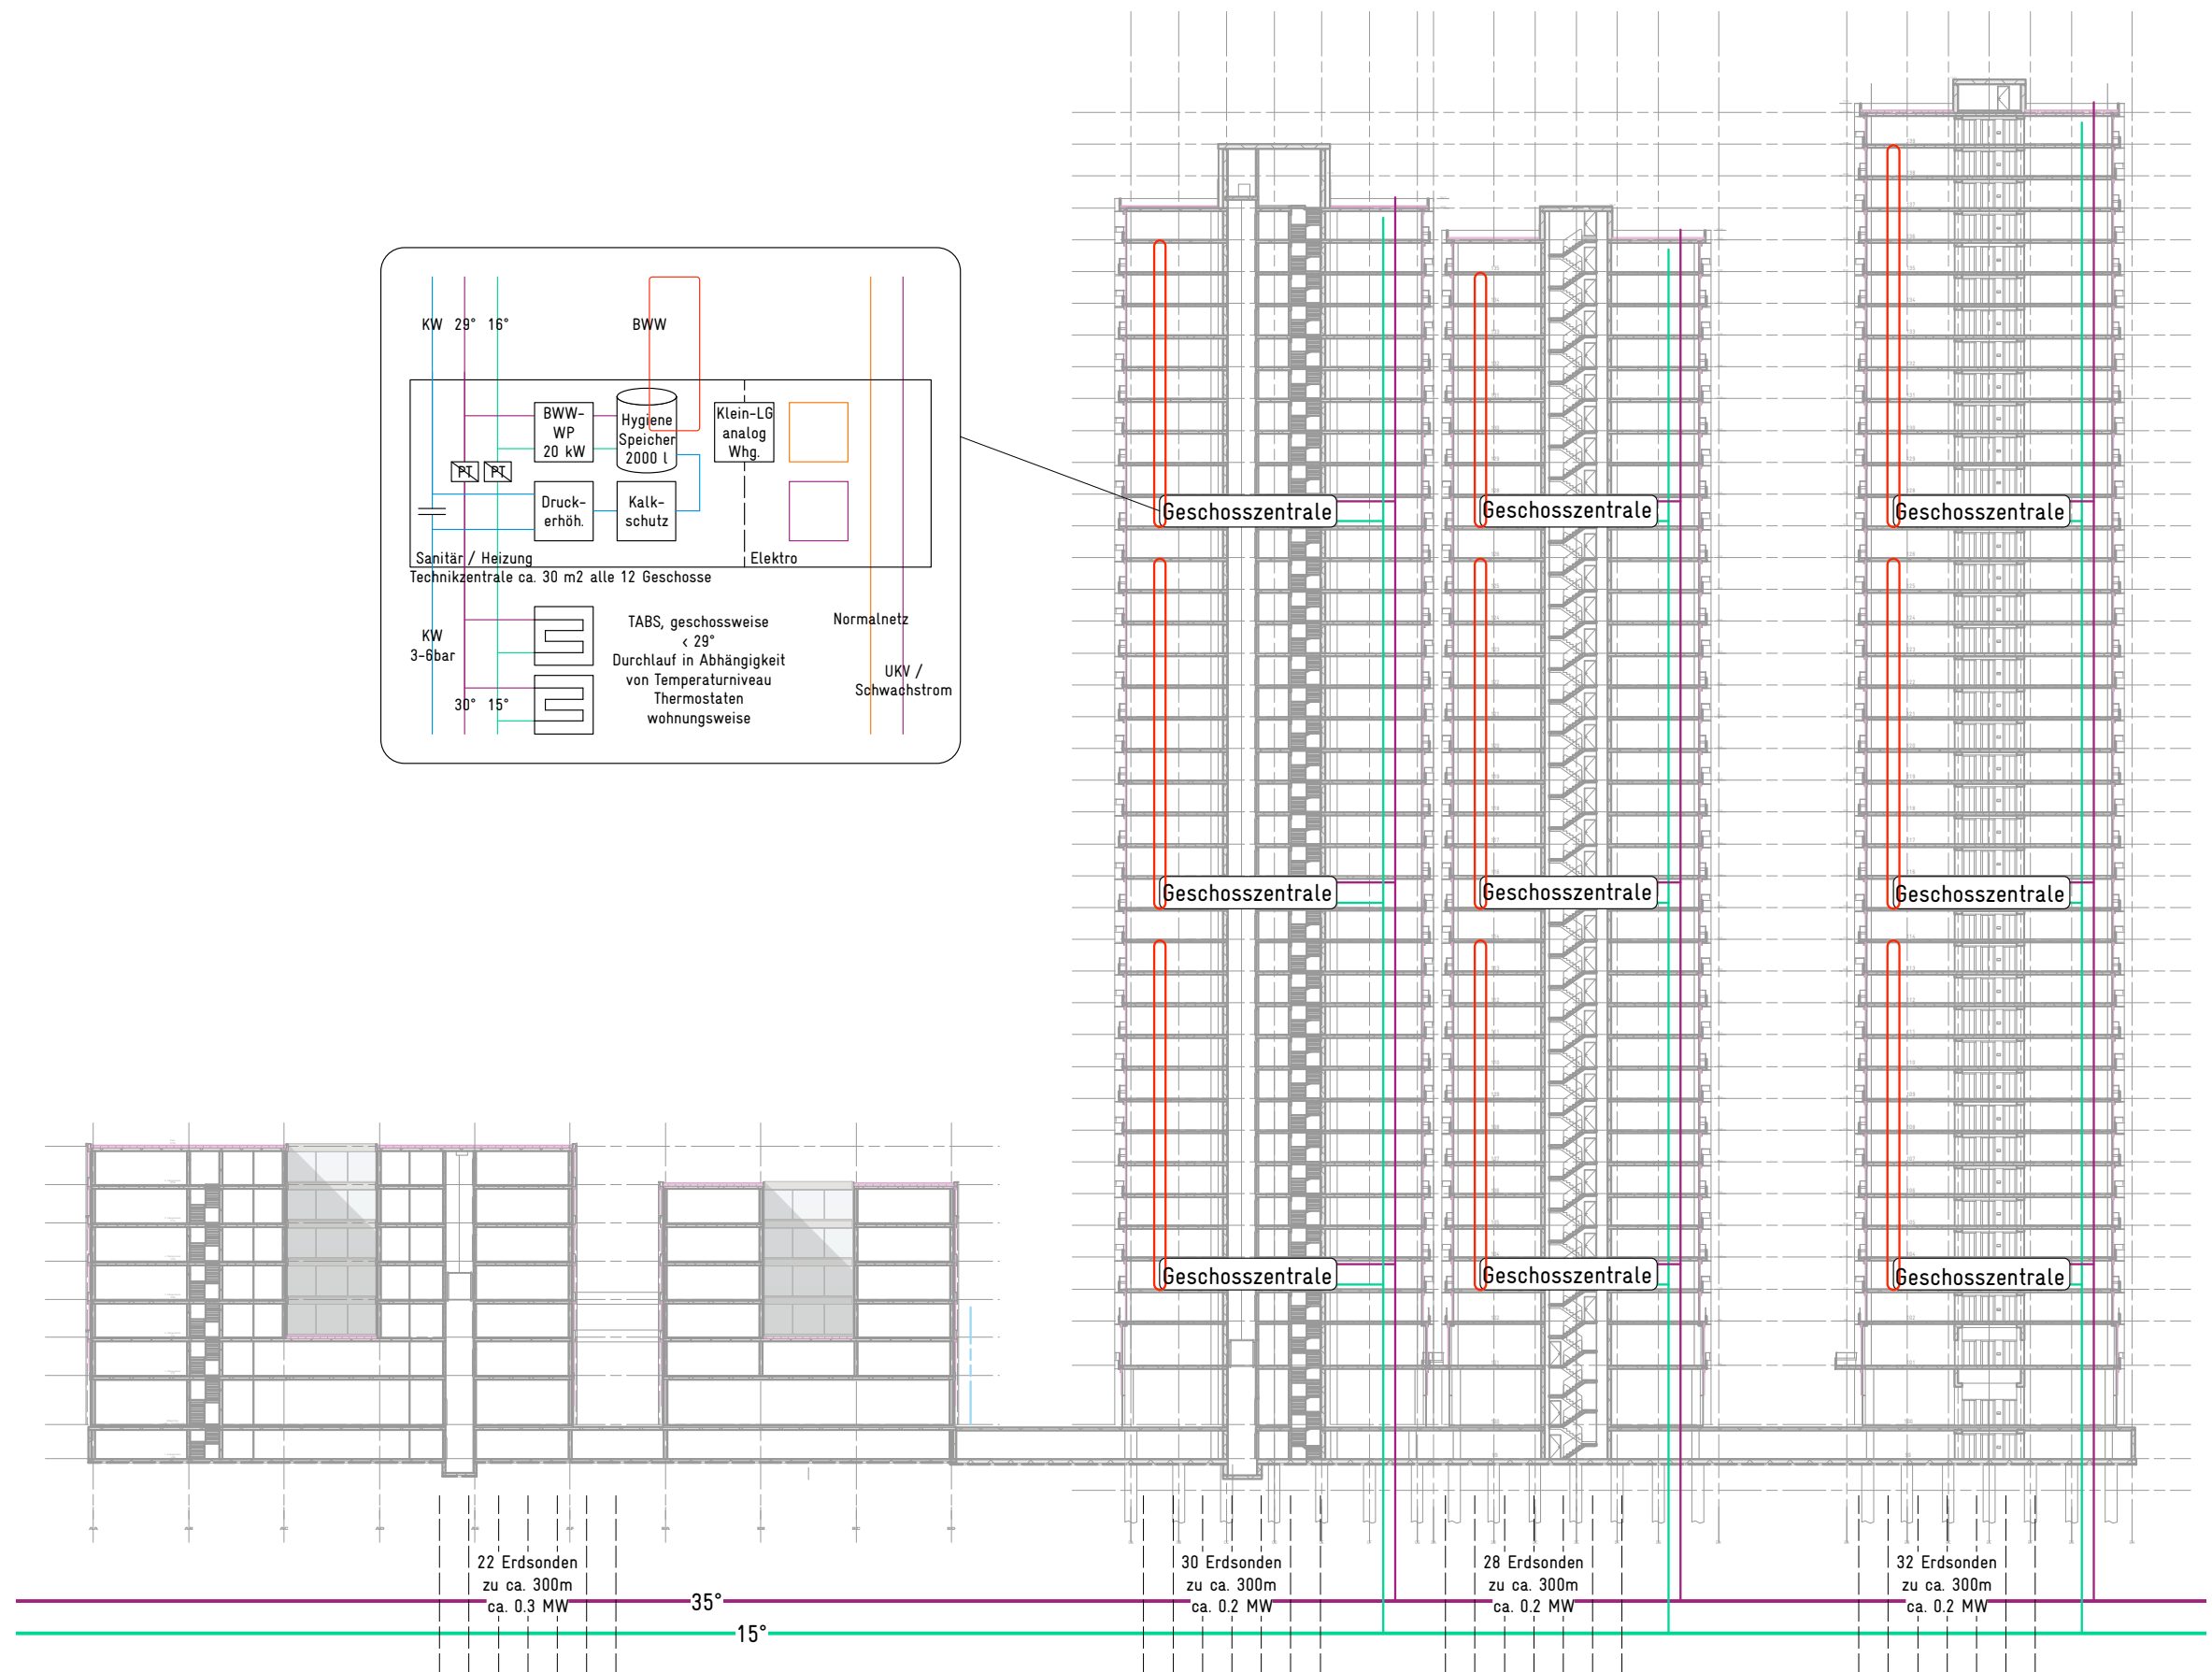 KW 29° 16° BWW
BWW-
WP
20 kW
Hygiene
Speicher
2000 l
Klein-LG
analog
Whg.
PT PT
Druck-
erhöh.
Kalk-
schutz
Sanitär / Heizung
Elektro
Technikzentrale ca. 30 m2 alle 12 Geschosse
KW
3-6bar
30° 15°
TABS, geschossweise
< 29°
Durchlauf in Abhängigkeit
von Temperaturniveau
Thermostaten
wohnungsweise
Normalnetz
UKV /
Schwachstrom
Geschosszentrale
Geschosszentrale
Geschosszentrale
Geschosszentrale
Geschosszentrale
Geschosszentrale
Geschosszentrale
Geschosszentrale
Geschosszentrale
22 Erdsonden
zu ca. 300m
ca. 0.3 MW
30 Erdsonden
zu ca. 300m
ca. 0.2 MW
28 Erdsonden
zu ca. 300m
ca. 0.2 MW
32 Erdsonden
zu ca. 300m
ca. 0.2 MW
35°
15°